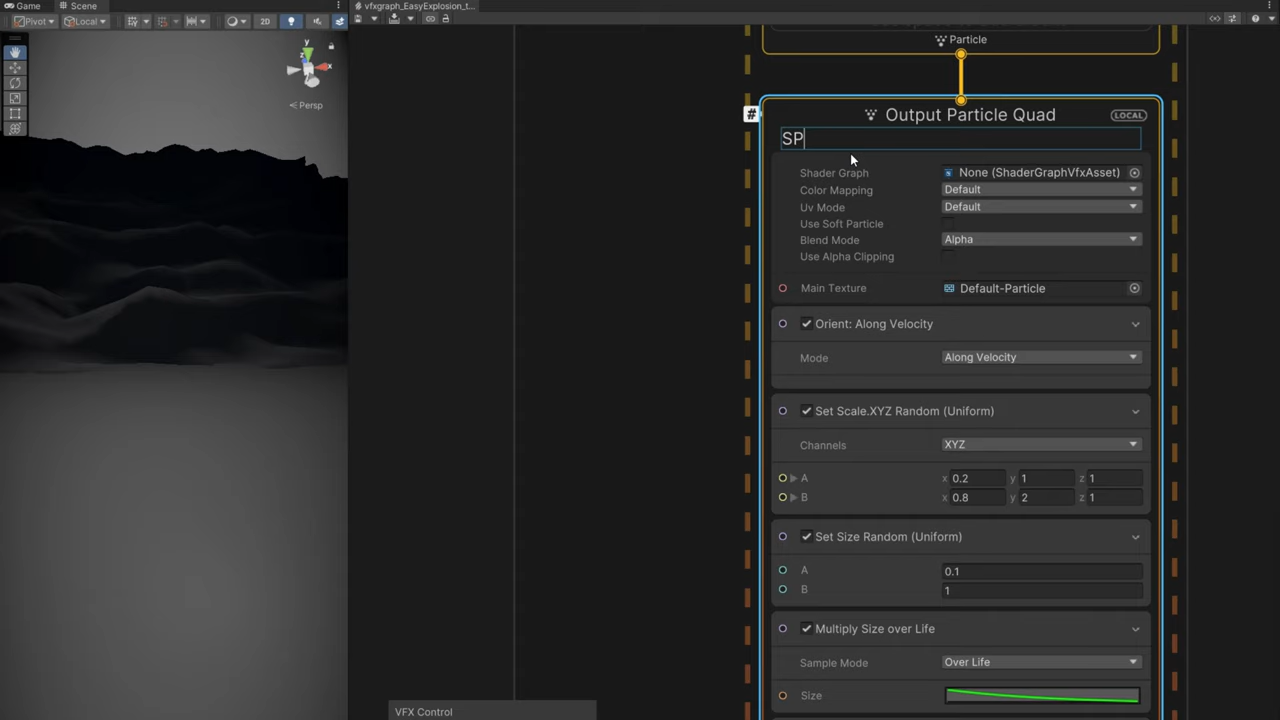 Game
Scene
vfxgraph_EasyExplosion_t...
Pivot
Local
2D
y
z
x
Persp
Particle
#
Output Particle Quad
LOCAL
SP
Shader Graph
None (ShaderGraphVfxAsset)
Color Mapping
Default
Uv Mode
Default
Use Soft Particle
Blend Mode
Alpha
Use Alpha Clipping
Main Texture
Default-Particle
Orient: Along Velocity
Mode
Along Velocity
Set Scale.XYZ Random (Uniform)
Channels
XYZ
A x 0.2 y 1 z 1
B x 0.8 y 2 z 1
Set Size Random (Uniform)
A 0.1
B 1
Multiply Size over Life
Sample Mode
Over Life
Size
VFX Control